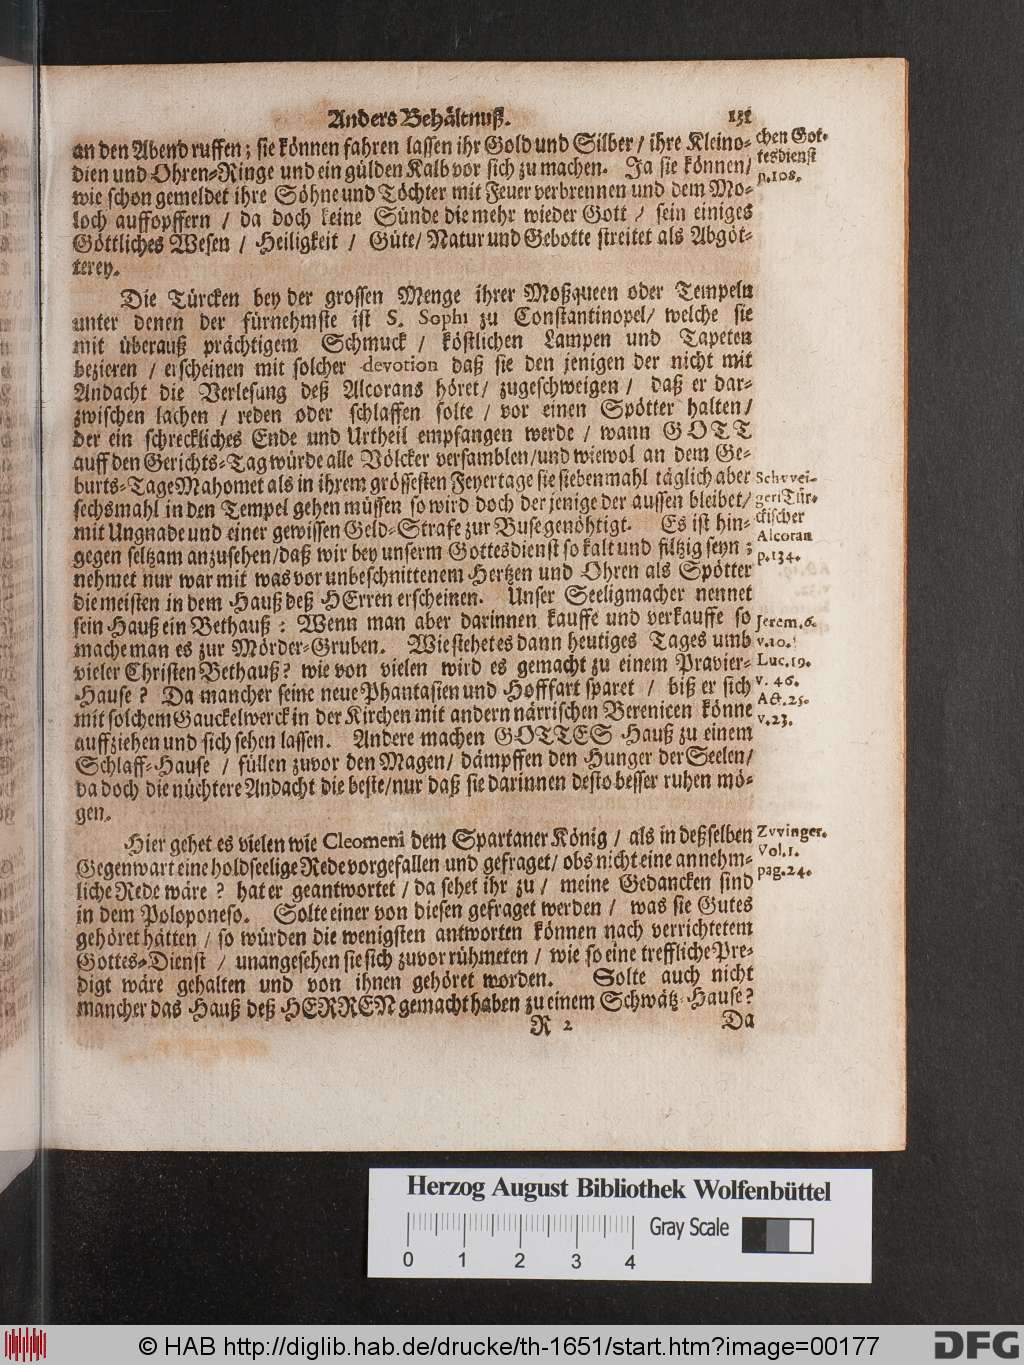 Anders Behältnuß. 131
an den Abend ruffen; sie können fahren lassen ihr Gold und Silber / ihre Kleino-
dien und Ohren-Ringe und ein gülden Kalb vor sich zu machen. Ja sie können/
wie schon gemeldet ihre Söhne und Töchter mit Feuer verbrennen und dem Mo-
loch auffopffern / da doch keine Sünde die mehr wieder Gott / sein einiges
Göttliches Wesen / Heiligkeit / Güte/ Natur und Gebotte streitet als Abgöt-
terey.
chen Got-
tesdienst
p.108.
Die Türcken bey der grossen Menge ihrer Moßqueen oder Tempeln
unter denen der fürnehmste ist S. Sophi zu Constantinopel/ welche sie
mit überauß prächtigem Schmuck / köstlichen Lampen und Tapeten
bezieren / erscheinen mit solcher devotion daß sie den jenigen der nicht mit
Andacht die Verlesung deß Alcorans höret/ zugeschweigen / daß er dar-
zwischen lachen / reden oder schlaffen solte / vor einen Spötter halten/
der ein schreckliches Ende und Urtheil empfangen werde / wann GOTT
auff den Gerichts-Tag würde alle Völcker versamblen/und wiewol an dem Ge-
burts-Tage Mahomet als in ihrem grössesten Feyertage sie siebenmahl täglich aber
sechsmahl in den Tempel gehen müssen so wird doch der jenige der aussen bleibet/
mit Ungnade und einer gewissen Geld-Strafe zur Buse genöhtigt. Es ist hin-
gegen seltzam anzusehen/daß wir bey unserm Gottesdienst so kalt und filtzig seyn;
nehmet nur war mit was vor unbeschnittenem Hertzen und Ohren als Spötter
die meisten in dem Hauß deß HErren erscheinen. Unser Seeligmacher nennet
sein Hauß ein Bethauß: Wenn man aber darinnen kauffe und verkauffe so
mache man es zur Mörder-Gruben. Wie stehet es dann heutiges Tages umb
vieler Christen Bethauß? wie von vielen wird es gemacht zu einem Pravier-
Hause? Da mancher seine neue Phantasien und Hofffart sparet / biß er sich
mit solchem Gauckelwerck in der Kirchen mit andern närrischen Berenicen könne
auffziehen und sich sehen lassen. Andere machen GOTTES Hauß zu einem
Schlaff-Hause / füllen zuvor den Magen/ dämpffen den Hunger der Seelen/
da doch die nüchtere Andacht die beste/nur daß sie darinnen desto besser ruhen mö-
gen.
Schvvei-
geri Tür-
ckischer
Alcoran
p.134.
Jerem.6.
v.10.
Luc.19.
v. 46.
Act.25.
v.23.
Hier gehet es vielen wie Cleomeni dem Spartaner König / als in deßselben
Gegenwart eine holdseelige Rede vorgefallen und gefraget/ obs nicht eine annehm-
liche Rede wäre? hat er geantwortet / da sehet ihr zu / meine Gedancken sind
in dem Poloponeso. Solte einer von diesen gefraget werden / was sie Gutes
gehöret hätten / so würden die wenigsten antworten können nach verrichtetem
Gottes-Dienst / unangesehen sie sich zuvor rühmeten / wie so eine treffliche Pre-
digt wäre gehalten und von ihnen gehöret worden. Solte auch nicht
mancher das Hauß deß HERREN gemacht haben zu einem Schwätz-Hause?
Zvvinger.
Vol.1.
pag.24.
R 2 Da
Herzog August Bibliothek Wolfenbüttel
Gray Scale
0 1 2 3 4
© HAB http://diglib.hab.de/drucke/th-1651/start.htm?image=00177
DFG